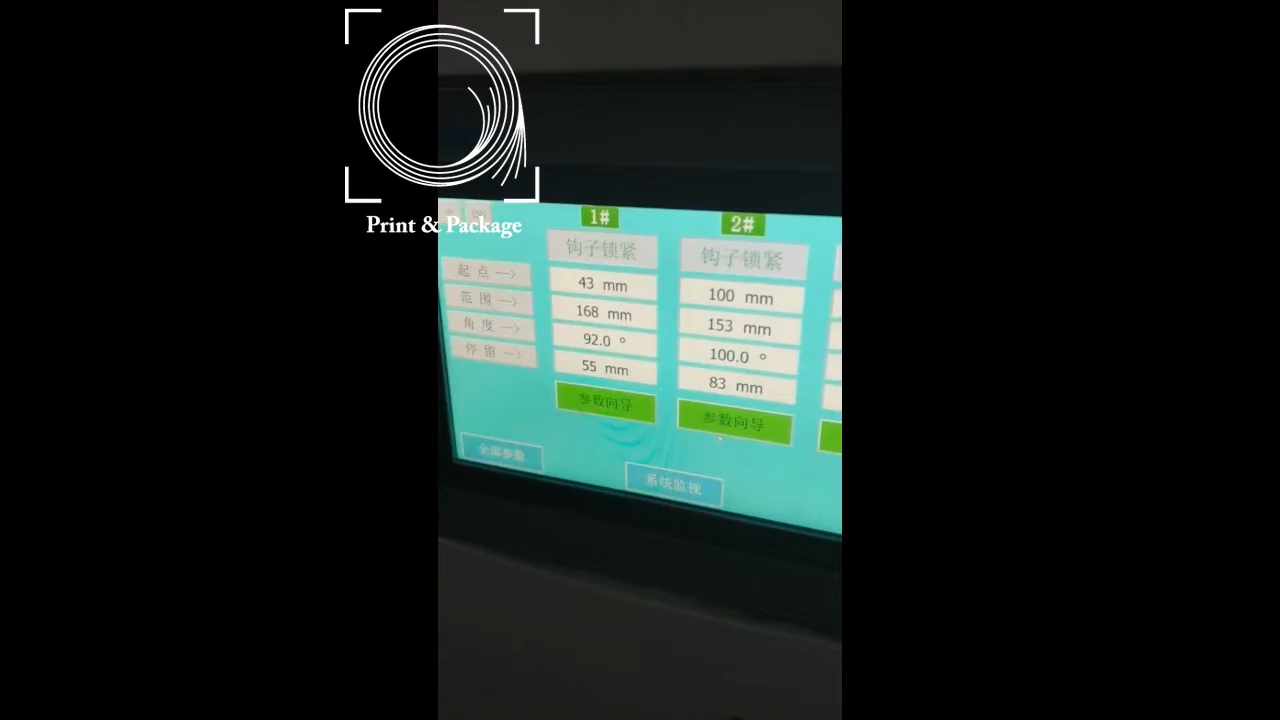 Print & Package
1#
2#
钩子锁紧
钩子锁紧
起 点 -->
43 mm
100 mm
范 围 -->
168 mm
153 mm
角 度 -->
92.0 °
100.0 °
停 留 -->
55 mm
83 mm
参数向导
参数向导
全部参数
系统监视